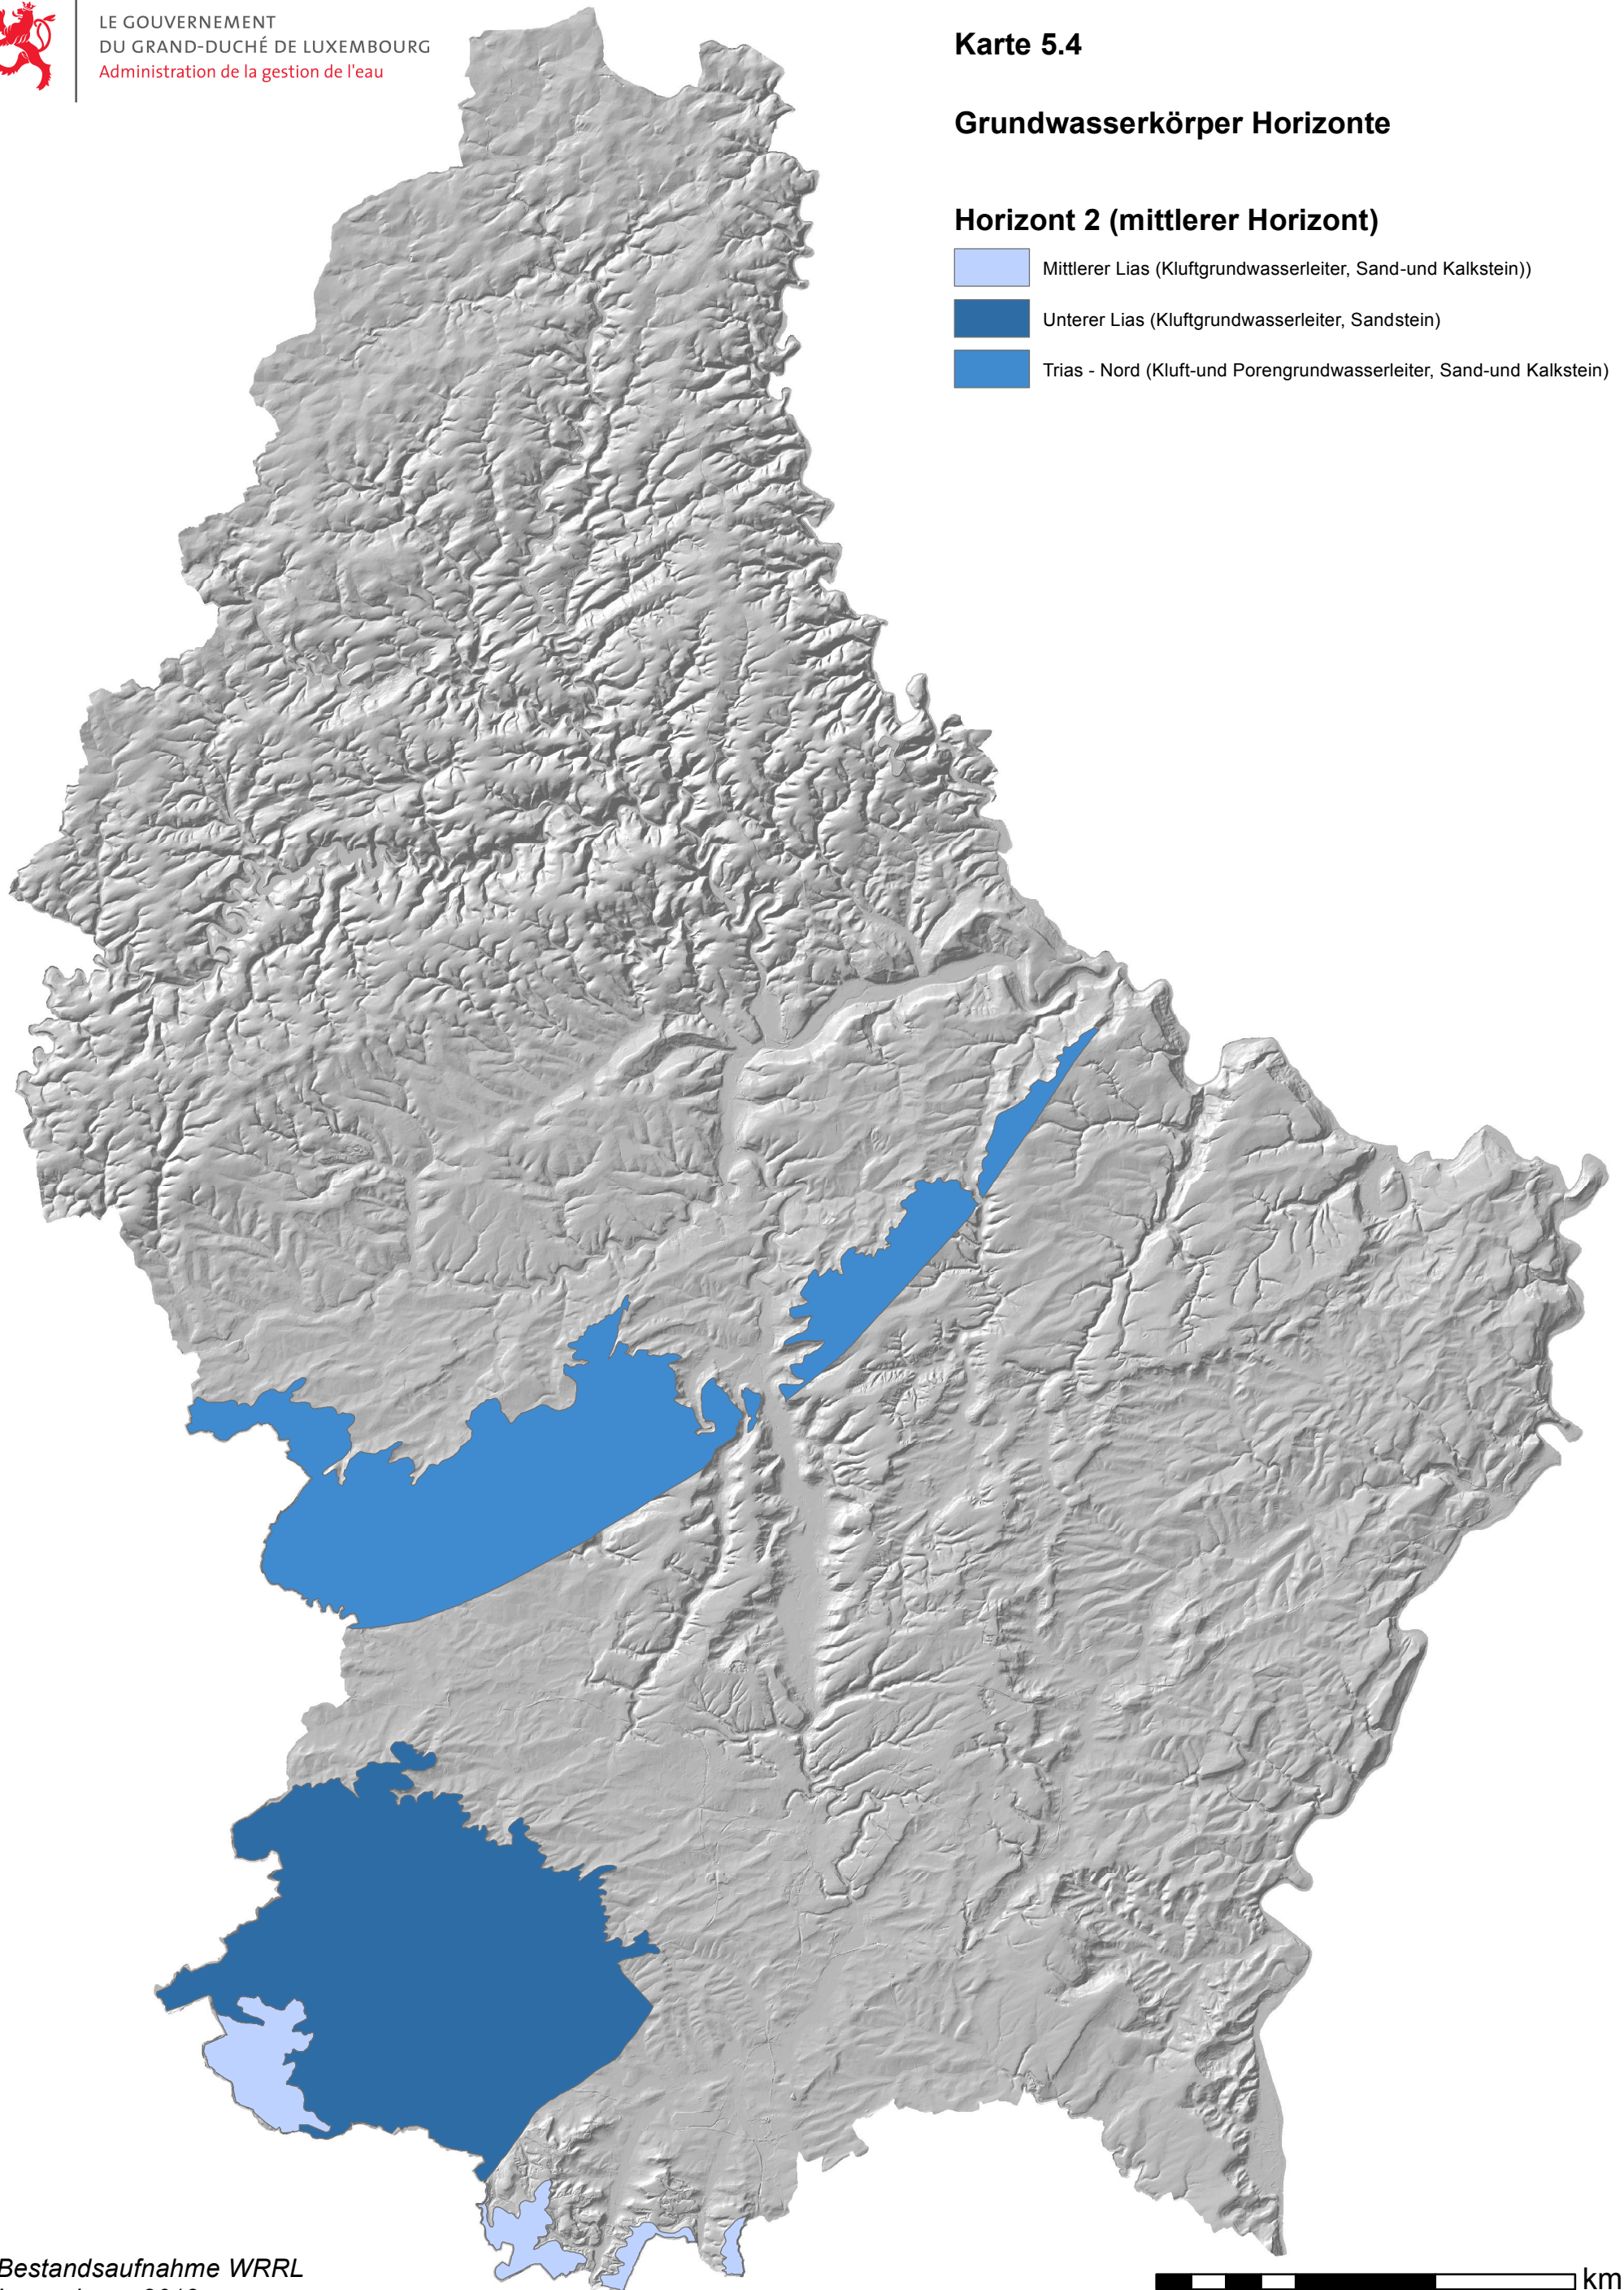 LE GOUVERNEMENT
DU GRAND-DUCHÉ DE LUXEMBOURG
Administration de la gestion de l'eau
Karte 5.4
Grundwasserkörper Horizonte
Horizont 2 (mittlerer Horizont)
Mittlerer Lias (Kluftgrundwasserleiter, Sand-und Kalkstein))
Unterer Lias (Kluftgrundwasserleiter, Sandstein)
Trias - Nord (Kluft-und Porengrundwasserleiter, Sand-und Kalkstein)
Bestandsaufnahme WRRL
km